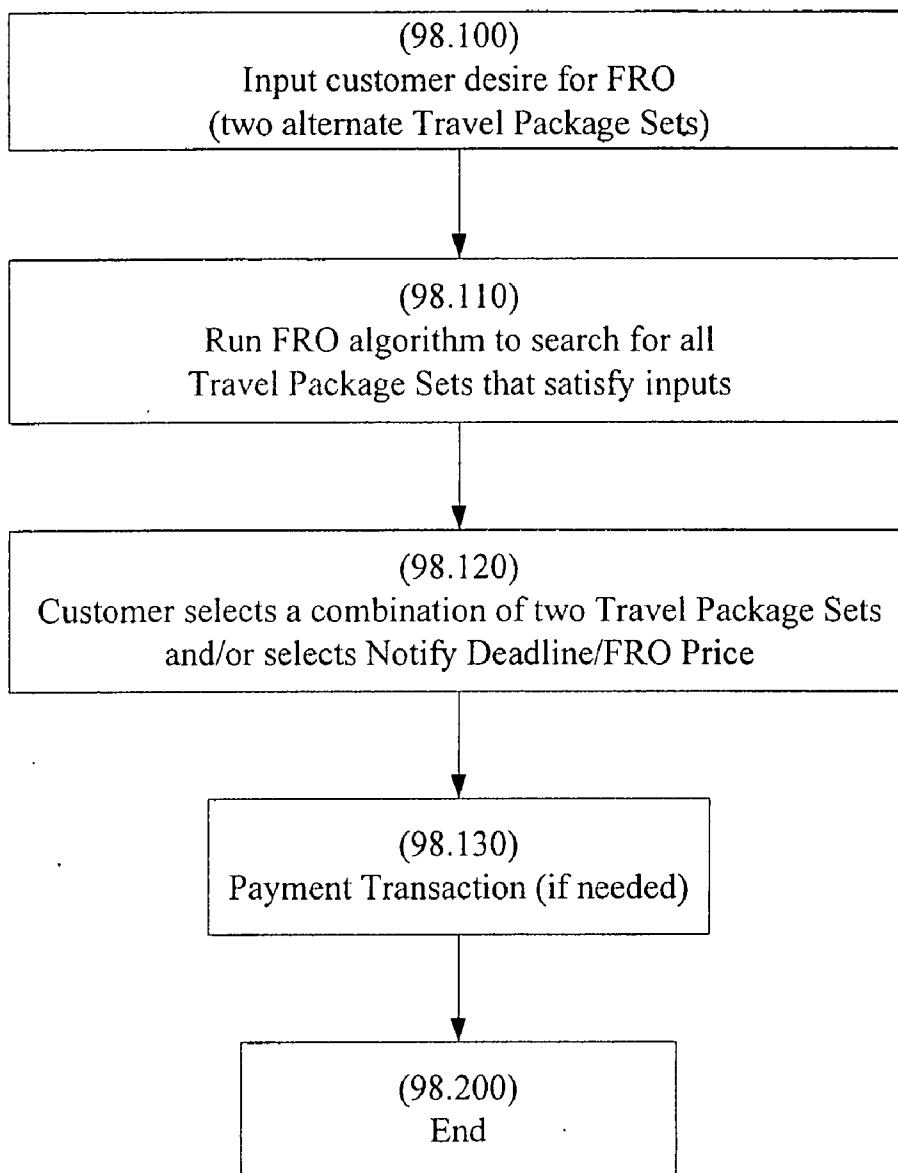 (98.100)
Input customer desire for FRO
(two alternate Travel Package Sets)
(98.110)
Run FRO algorithm to search for all
Travel Package Sets that satisfy inputs
(98.120)
Customer selects a combination of two Travel Package Sets
and/or selects Notify Deadline/FRO Price
(98.130)
Payment Transaction (if needed)
(98.200)
End